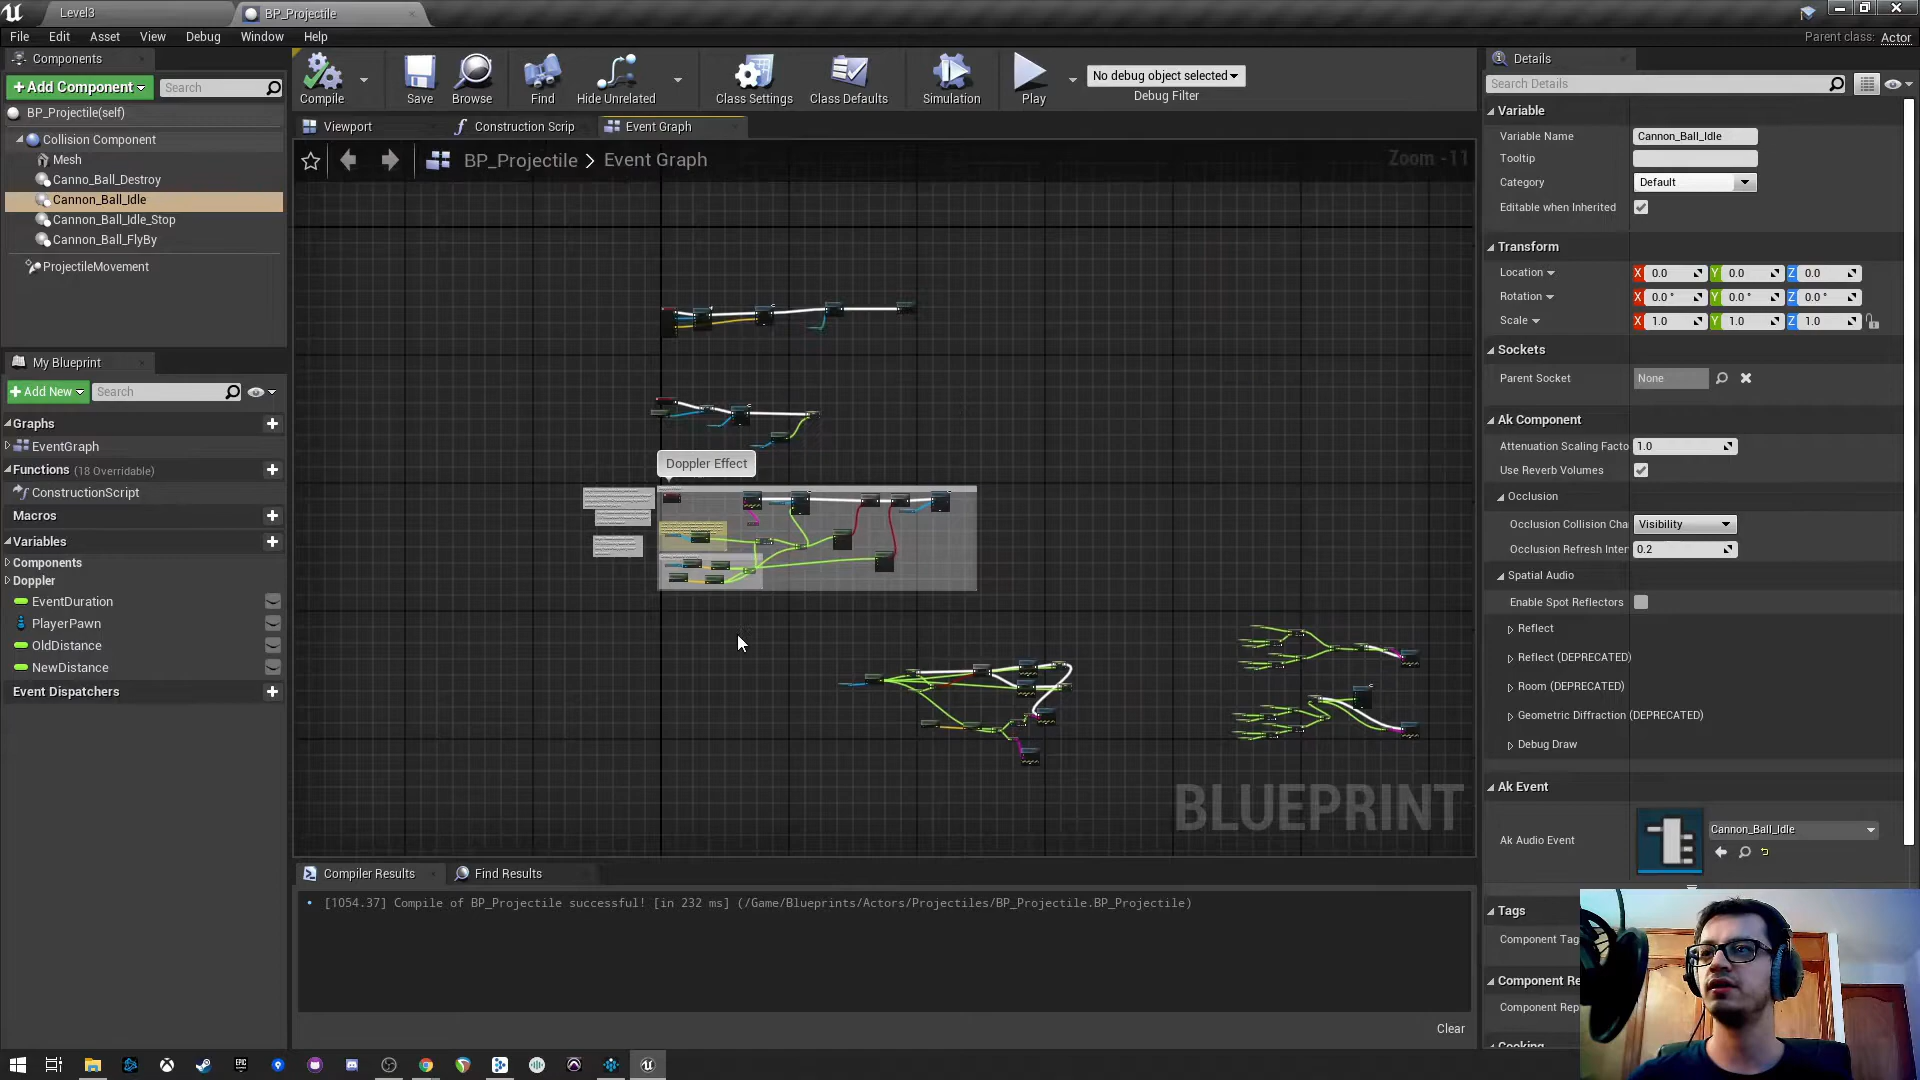 Level3
BP_Projectile
File Edit Asset View Debug Window Help
Parent class: Actor
Components
+ Add Component
Search
BP_Projectile(self)
Collision Component
Mesh
Canno_Ball_Destroy
Cannon_Ball_Idle
Cannon_Ball_Idle_Stop
Cannon_Ball_FlyBy
ProjectileMovement
My Blueprint
+ Add New
Search
Graphs
EventGraph
Functions (18 Overridable)
ConstructionScript
Macros
Variables
Components
Doppler
EventDuration
PlayerPawn
OldDistance
NewDistance
Event Dispatchers
Compile
Save
Browse
Find
Hide Unrelated
Class Settings
Class Defaults
Simulation
Play
No debug object selected
Debug Filter
Viewport
Construction Scrip
Event Graph
BP_Projectile > Event Graph
Zoom -11
Doppler Effect
BLUEPRINT
Compiler Results
Find Results
[1054.37] Compile of BP_Projectile successful! [in 232 ms] (/Game/Blueprints/Actors/Projectiles/BP_Projectile.BP_Projectile)
Clear
Details
Search Details
Variable
Variable Name Cannon_Ball_Idle
Tooltip
Category Default
Editable when Inherited
Transform
Location X 0.0 Y 0.0 Z 0.0
Rotation X 0.0 ° Y 0.0 ° Z 0.0 °
Scale X 1.0 Y 1.0 Z 1.0
Sockets
Parent Socket None
Ak Component
Attenuation Scaling Facto 1.0
Use Reverb Volumes
Occlusion
Occlusion Collision Cha Visibility
Occlusion Refresh Inter 0.2
Spatial Audio
Enable Spot Reflectors
Reflect
Reflect (DEPRECATED)
Room (DEPRECATED)
Geometric Diffraction (DEPRECATED)
Debug Draw
Ak Event
Ak Audio Event Cannon_Ball_Idle
Tags
Component Tag
Component Re
Component Rep
Cooking
EPIC